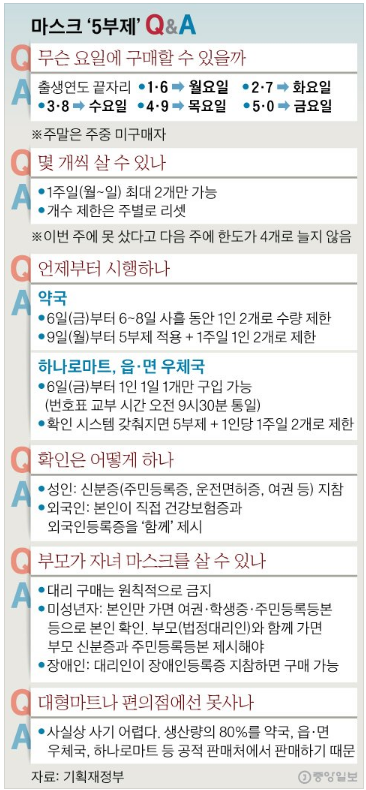 마스크 ‘5부제’ Q&A
Q 무슨 요일에 구매할 수 있을까
A 출생연도 끝자리 •1·6 ➡ 월요일 •2·7 ➡ 화요일
•3·8 ➡ 수요일 •4·9 ➡ 목요일 •5·0 ➡ 금요일
※주말은 주중 미구매자
Q 몇 개씩 살 수 있나
A •1주일(월~일) 최대 2개만 가능
•개수 제한은 주별로 리셋
※이번 주에 못 샀다고 다음 주에 한도가 4개로 늘지 않음
Q 언제부터 시행하나
A 약국
•6일(금)부터 6~8일 사흘 동안 1인 2개로 수량 제한
•9일(월)부터 5부제 적용 + 1주일 1인 2개로 제한
하나로마트, 읍·면 우체국
•6일(금)부터 1인 1일 1개만 구입 가능
(번호표 교부 시간 오전 9시30분 통일)
•확인 시스템 갖춰지면 5부제 + 1인당 1주일 2개로 제한
Q 확인은 어떻게 하나
A •성인: 신분증(주민등록증, 운전면허증, 여권 등) 지참
•외국인: 본인이 직접 건강보험증과
외국인등록증을 ‘함께’ 제시
Q 부모가 자녀 마스크를 살 수 있나
A •대리 구매는 원칙적으로 금지
•미성년자: 본인만 가면 여권·학생증·주민등록등본
등으로 본인 확인. 부모(법정대리인)와 함께 가면
부모 신분증과 주민등록등본 제시해야
•장애인: 대리인이 장애인등록증 지참하면 구매 가능
Q 대형마트나 편의점에선 못사나
A •사실상 사기 어렵다. 생산량의 80%를 약국, 읍·면
우체국, 하나로마트 등 공적 판매처에서 판매하기 때문
자료: 기획재정부
중앙일보